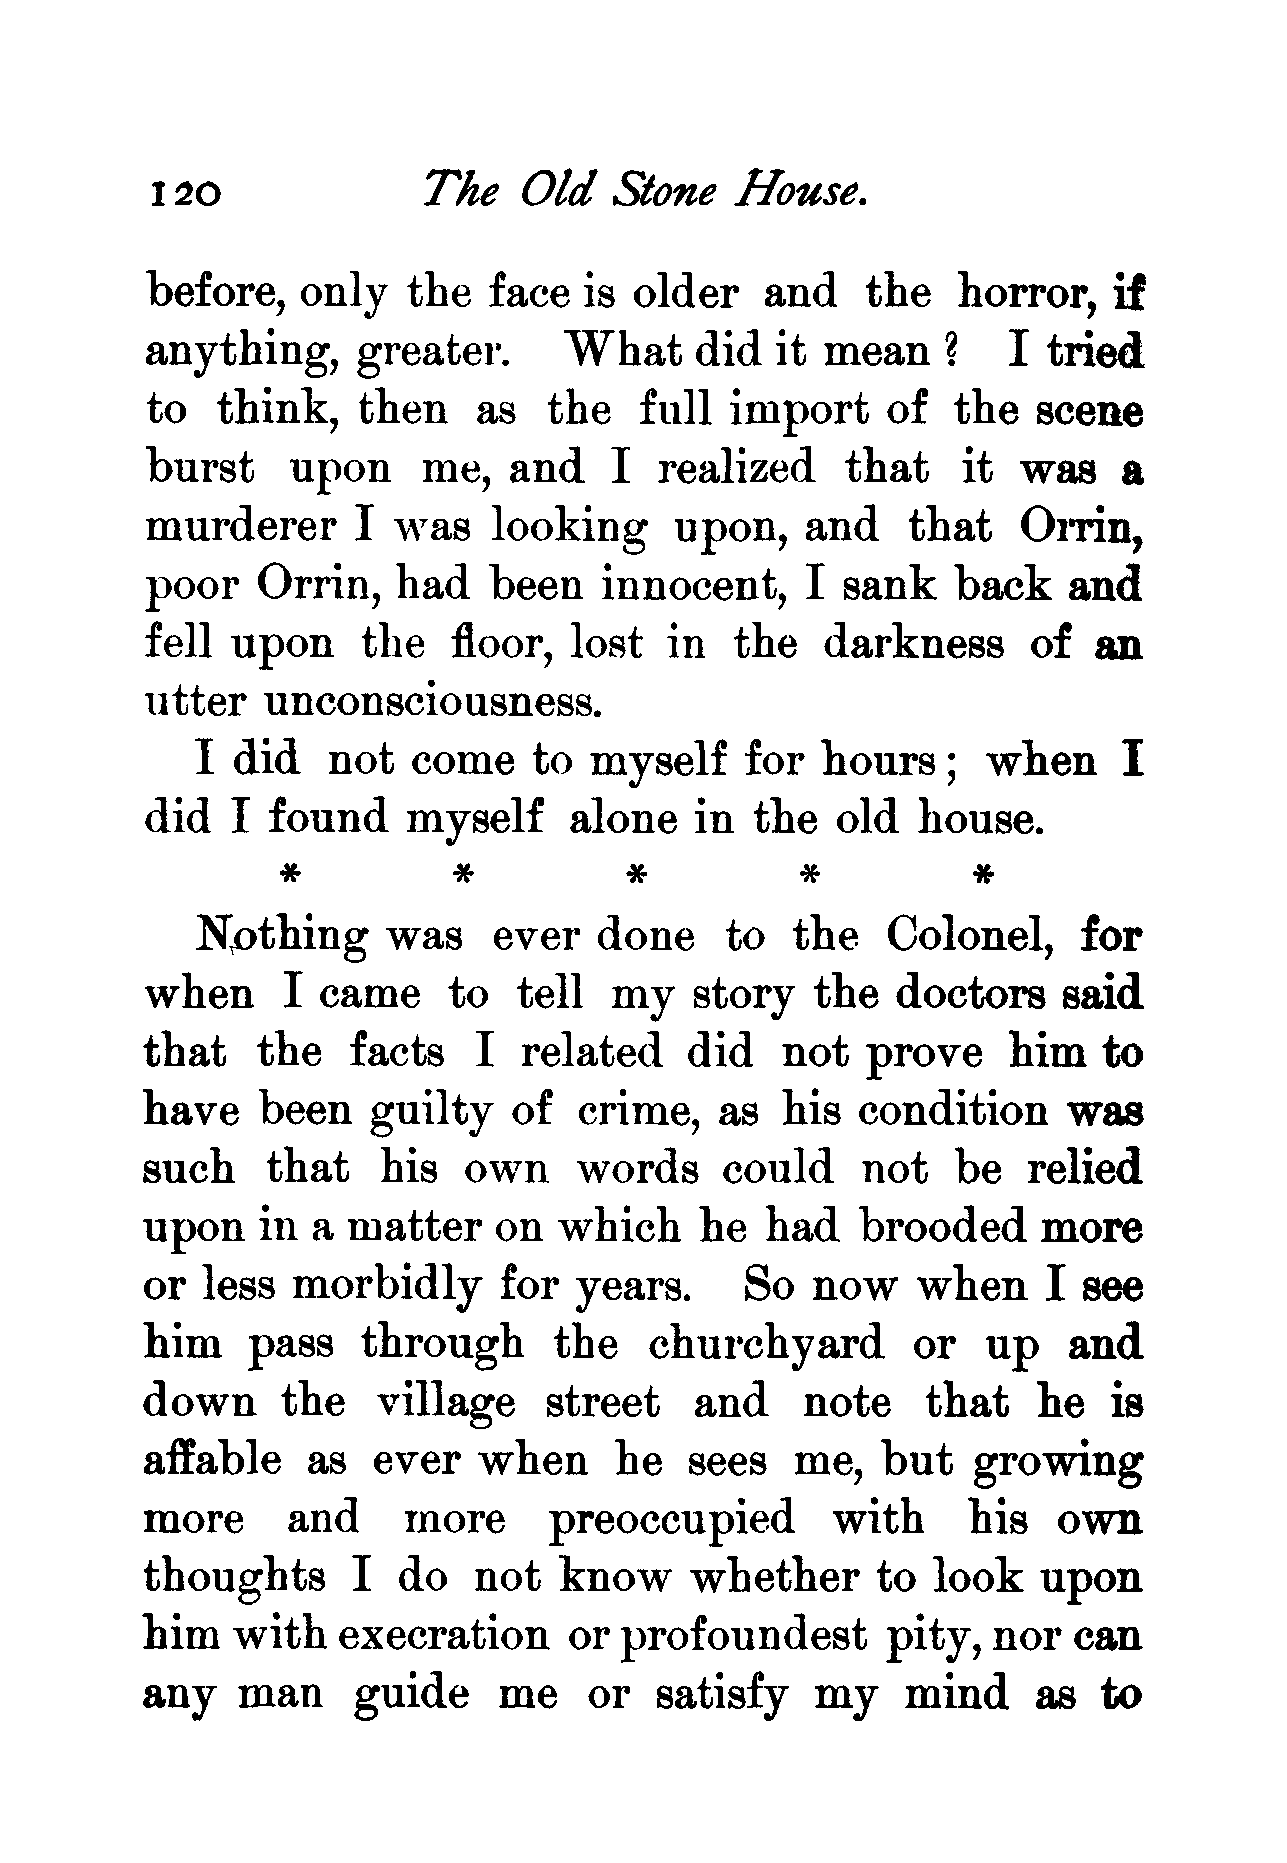 120 The Old Stone House.
before, only the face is older and the horror, if
anything, greater. What did it mean? I tried
to think, then as the full import of the scene
burst upon me, and I realized that it was a
murderer I was looking upon, and that Orrin,
poor Orrin, had been innocent, I sank back and
fell upon the floor, lost in the darkness of an
utter unconsciousness.
I did not come to myself for hours; when I
did I found myself alone in the old house.
* * * * *
Nothing was ever done to the Colonel, for
when I came to tell my story the doctors said
that the facts I related did not prove him to
have been guilty of crime, as his condition was
such that his own words could not be relied
upon in a matter on which he had brooded more
or less morbidly for years. So now when I see
him pass through the churchyard or up and
down the village street and note that he is
affable as ever when he sees me, but growing
more and more preoccupied with his own
thoughts I do not know whether to look upon
him with execration or profoundest pity, nor can
any man guide me or satisfy my mind as to